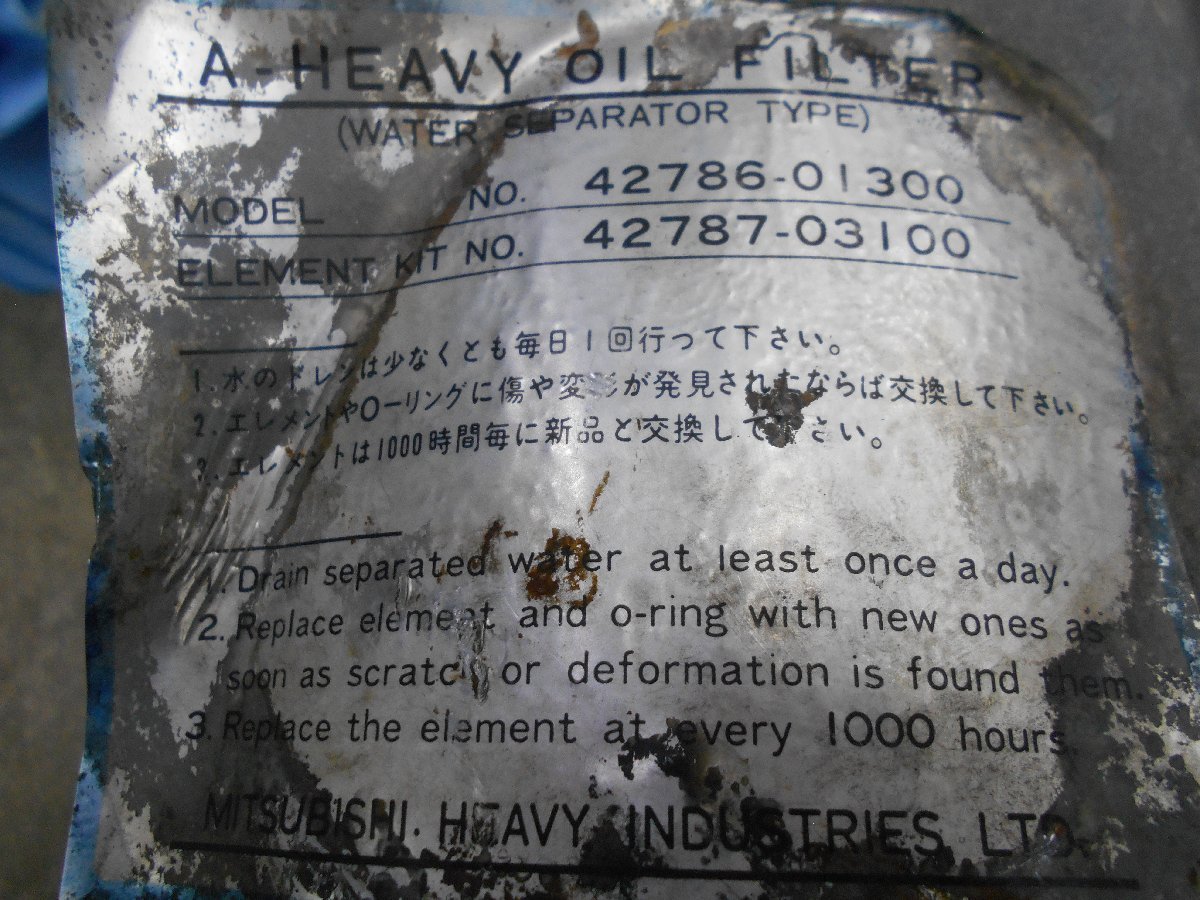 A-HEAVY OIL FILTER
(WATER SEPARATOR TYPE)
MODEL NO. 42786-01300
ELEMENT KIT NO. 42787-03100
1. 水のドレンは少なくとも毎日1回行って下さい。
2. エレメントやOーリングに傷や変形が発見されたならば交換して下さい。
3. エレメントは1000時間毎に新品と交換して下さい。
1. Drain separated water at least once a day.
2. Replace element and o-ring with new ones as
soon as scratch or deformation is found them.
3. Replace the element at every 1000 hours.
MITSUBISHI. HEAVY INDUSTRIES LTD.